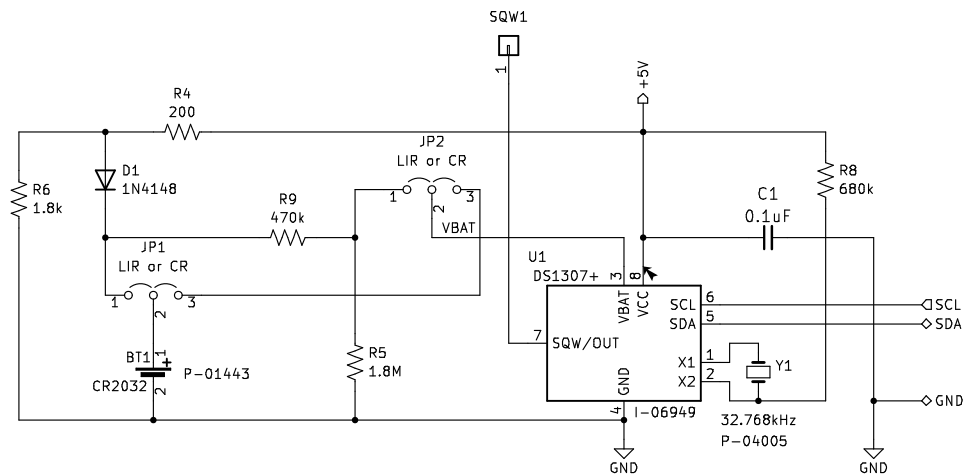 SQW1
1
+5V
R4
200
JP2
LIR or CR
1
2
3
VBAT
D1
1N4148
R6
1.8k
R8
680k
R9
470k
C1
0.1uF
JP1
LIR or CR
1
2
3
U1
DS1307+
3
8
VBAT
VCC
SCL
6
SCL
SDA
5
SDA
7
SQW/OUT
X1
1
X2
2
Y1
GND
4
I-06949
32.768kHz
P-04005
BT1
1
+
P-01443
CR2032
2
R5
1.8M
GND
GND
GND